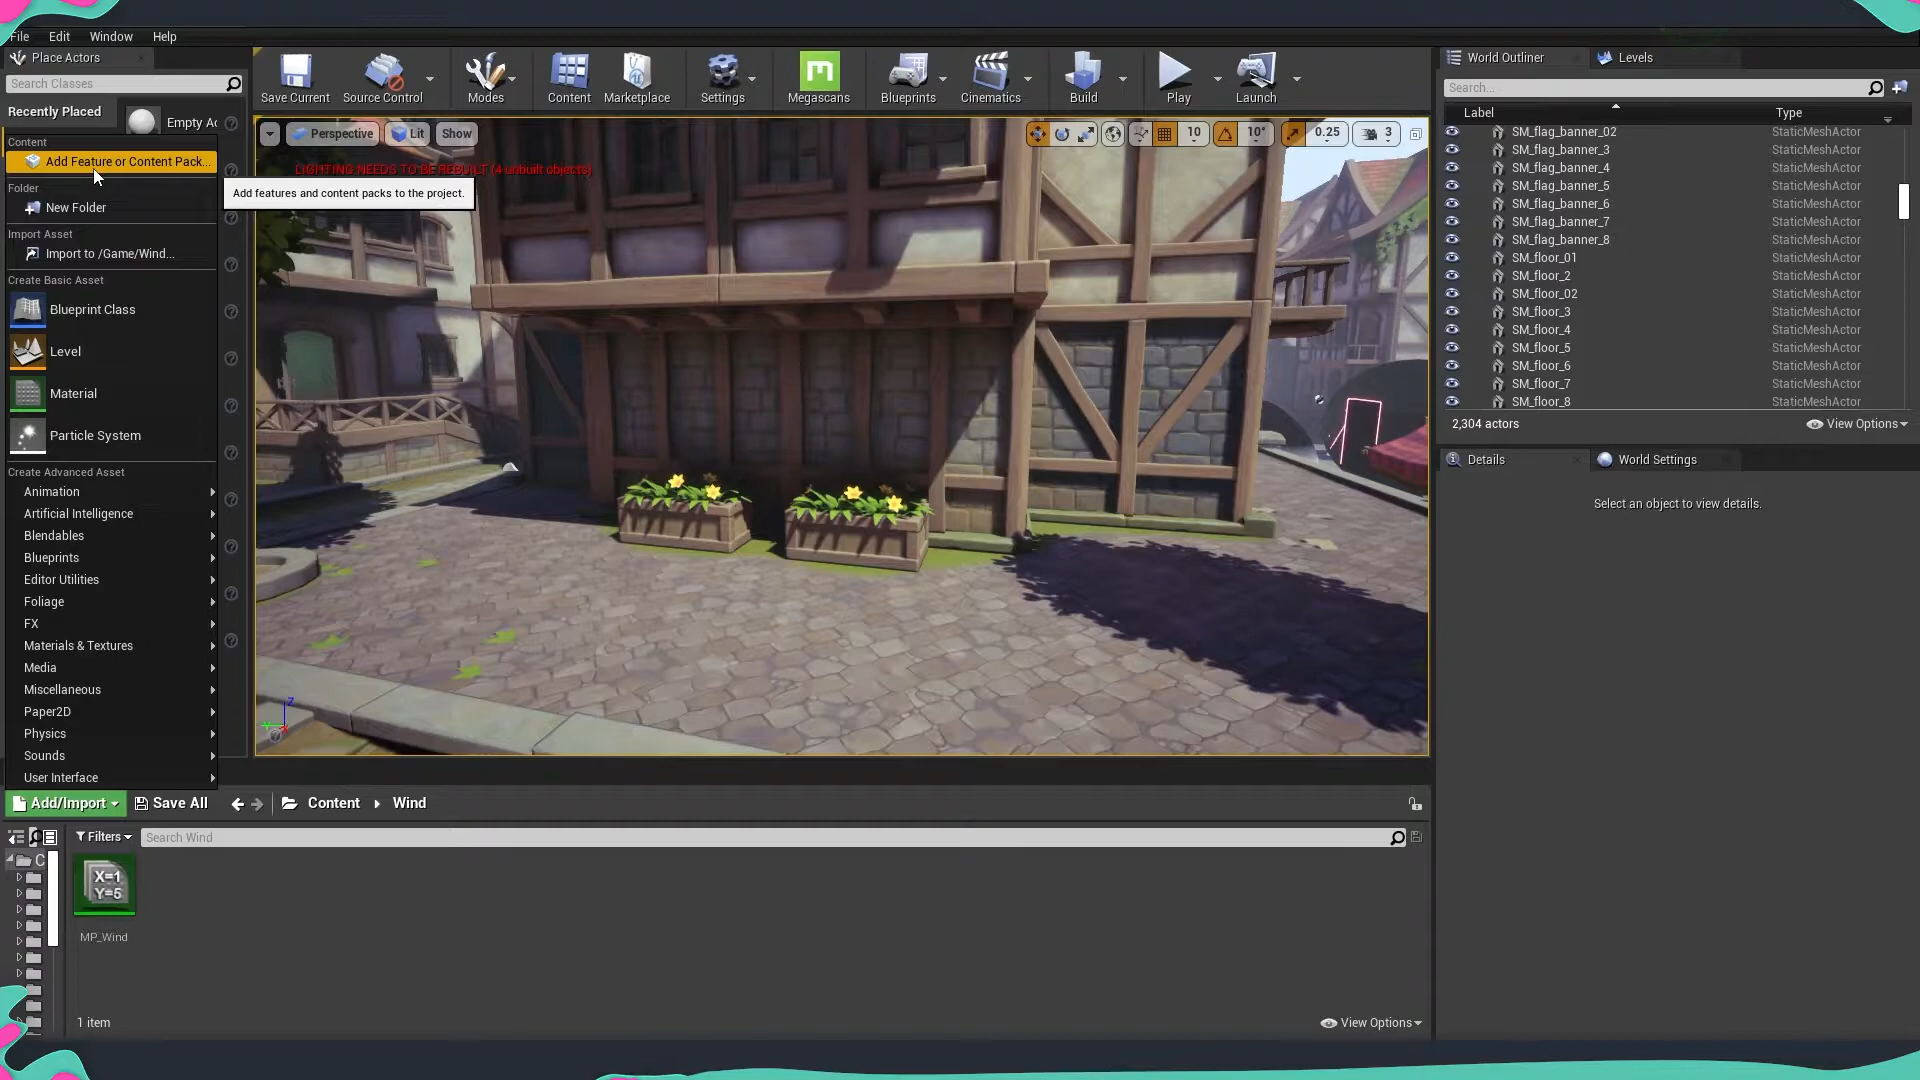 File Edit Window Help
Place Actors
Search Classes
Recently Placed
Empty Ac
Content
Add Feature or Content Pack...
Add features and content packs to the project.
Folder
New Folder
Import Asset
Import to /Game/Wind...
Create Basic Asset
Blueprint Class
Level
Material
Particle System
Create Advanced Asset
Animation
Artificial Intelligence
Blendables
Blueprints
Editor Utilities
Foliage
FX
Materials & Textures
Media
Miscellaneous
Paper2D
Physics
Sounds
User Interface
Save Current Source Control Modes Content Marketplace Settings Megascans Blueprints Cinematics Build Play Launch
Perspective Lit Show 10 10° 0.25 3
LIGHTING NEEDS TO BE REBUILT (4 unbuilt objects)
Z
Y X
World Outliner Levels
Search...
Label Type
SM_flag_banner_02 StaticMeshActor
SM_flag_banner_3 StaticMeshActor
SM_flag_banner_4 StaticMeshActor
SM_flag_banner_5 StaticMeshActor
SM_flag_banner_6 StaticMeshActor
SM_flag_banner_7 StaticMeshActor
SM_flag_banner_8 StaticMeshActor
SM_floor_01 StaticMeshActor
SM_floor_2 StaticMeshActor
SM_floor_02 StaticMeshActor
SM_floor_3 StaticMeshActor
SM_floor_4 StaticMeshActor
SM_floor_5 StaticMeshActor
SM_floor_6 StaticMeshActor
SM_floor_7 StaticMeshActor
SM_floor_8 StaticMeshActor
2,304 actors View Options
Details World Settings
Select an object to view details.
Add/Import Save All Content Wind
Filters Search Wind
C
X=1
Y=5
MP_Wind
1 item View Options